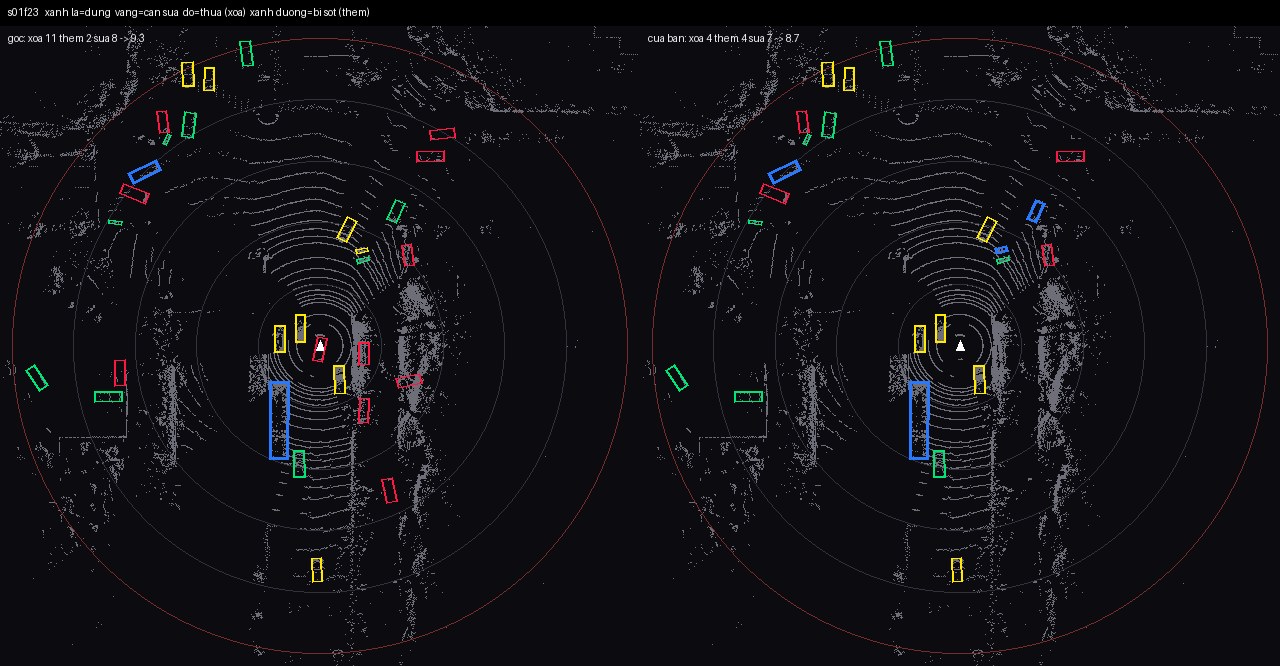 s01f23 xanh la=dung vang=can sua do=thua (xoa) xanh duong=bi sot (them)
goc: xoa 11 them 2 sua 8 -> 9.3
cua ban: xoa 4 them 4 sua 7 -> 8.7